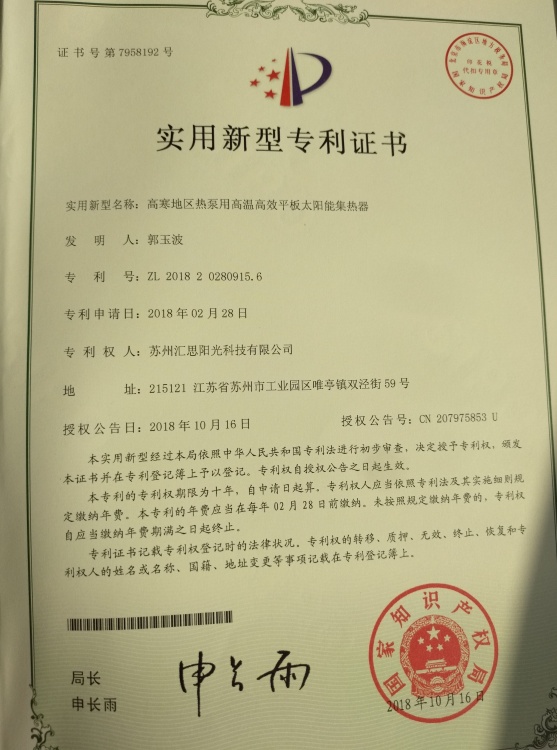 证书号第7958192号
实用新型专利证书
实用新型名称：高寒地区热泵用高温高效平板太阳能集热器
发明人：郭玉波
专利号：ZL 2018 2 0280915.6
专利申请日：2018年02月28日
专利权人：苏州汇思阳光科技有限公司
地址：215121 江苏省苏州市工业园区唯亭镇双泾街59号
授权公告日：2018年10月16日 授权公告号：CN 207975853 U
本实用新型经过本局依照中华人民共和国专利法进行初步审查，决定授予专利权，颁发
本证书并在专利登记簿上予以登记。专利权自授权公告之日起生效。
本专利的专利权期限为十年，自申请日起算。专利权人应当依照专利法及其实施细则规
定缴纳年费。本专利的年费应当在每年02月28日前缴纳。未按照规定缴纳年费的，专利权
自应当缴纳年费期满之日起终止。
专利证书记载专利权登记时的法律状况。专利权的转移、质押、无效、终止、恢复和专
利权人的姓名或名称、国籍、地址变更等事项记载在专利登记簿上。
局长
申长雨
申长雨
国家知识产权局
2018年10月16日